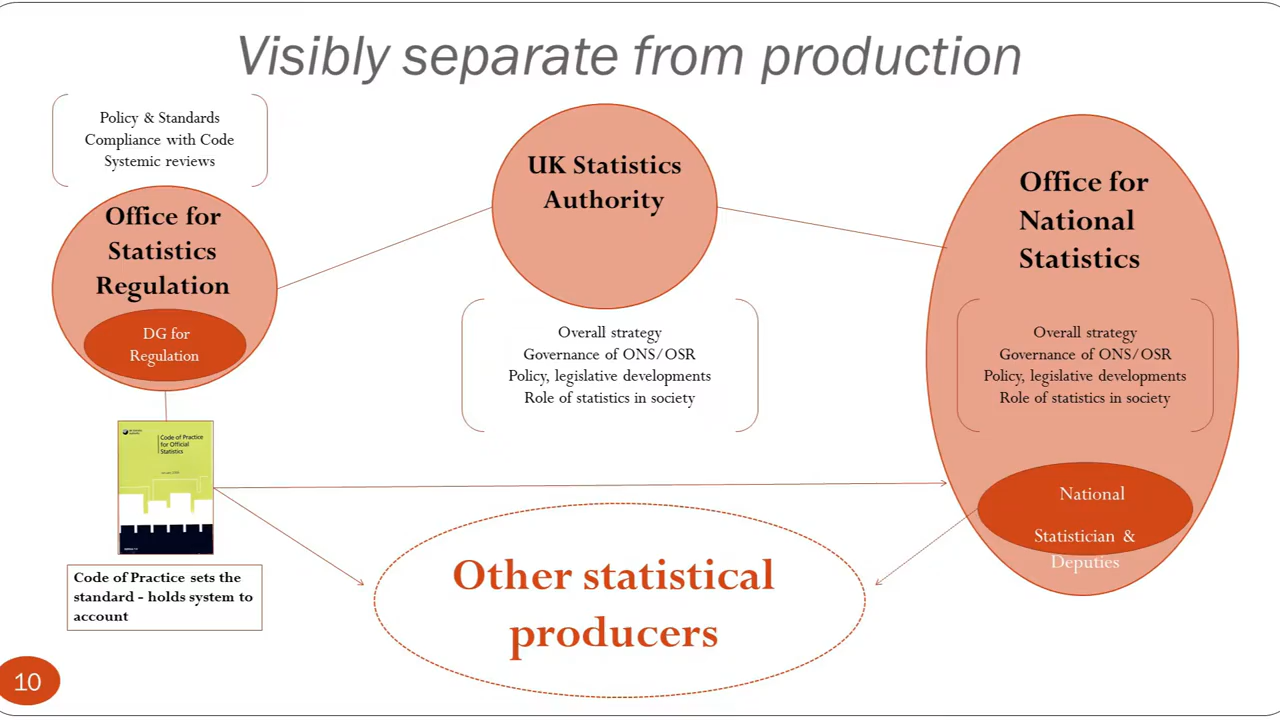 Visibly separate from production
Policy & Standards
Compliance with Code
Systemic reviews
Office for
Statistics
Regulation
DG for
Regulation
UK Statistics
Authority
Overall strategy
Governance of ONS/OSR
Policy, legislative developments
Role of statistics in society
Office for
National
Statistics
Overall strategy
Governance of ONS/OSR
Policy, legislative developments
Role of statistics in society
National
Statistician &
Deputies
Code of Practice
for Official
Statistics
Code of Practice sets the
standard - holds system to
account
Other statistical
producers
10